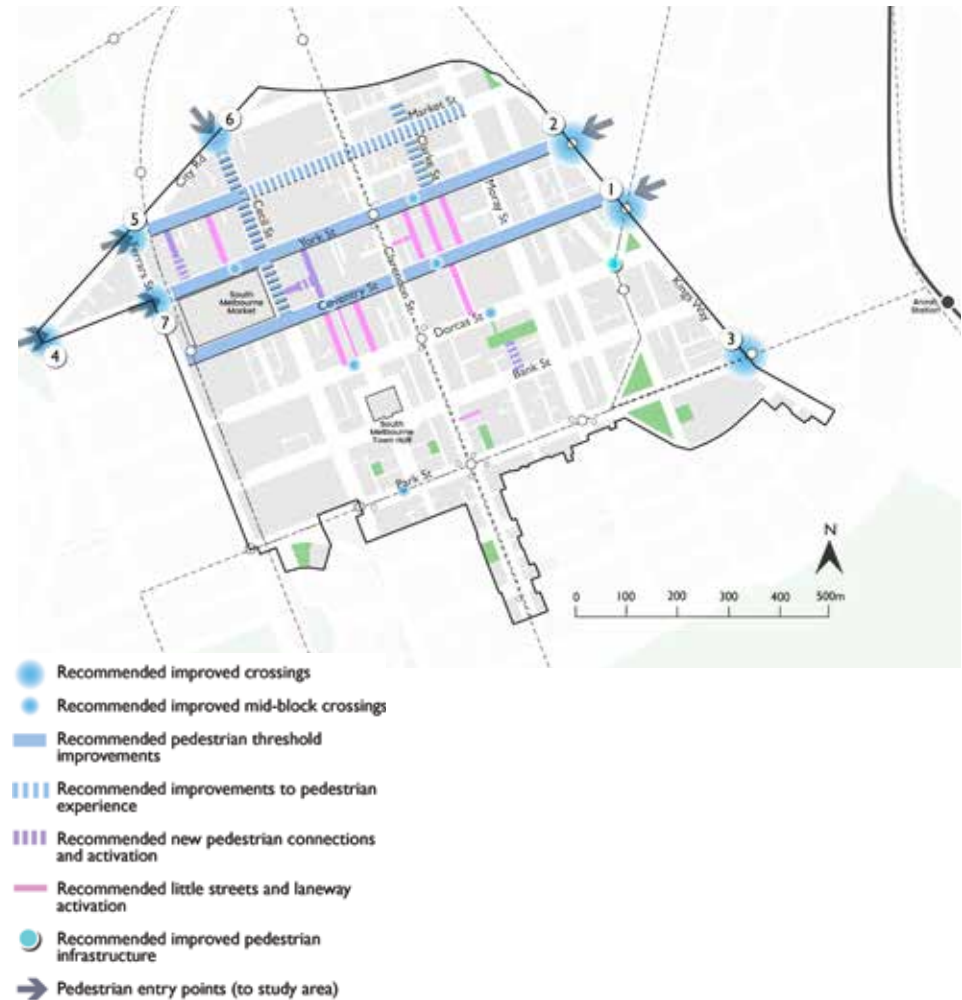 6
2
Market St
City Rd
Clarke St
1
Cecil St
Moray St
5
York St
Ferrars St
Clarendon St
Kings Way
South
Melbourne
Market
Coventry St
Anzac
Station
7
4
Dorcas St
3
Bank St
South
Melbourne
Town Hall
Park St
N
0 100 200 300 400 500m
Recommended improved crossings
Recommended improved mid-block crossings
Recommended pedestrian threshold
improvements
Recommended improvements to pedestrian
experience
Recommended new pedestrian connections
and activation
Recommended little streets and laneway
activation
Recommended improved pedestrian
infrastructure
Pedestrian entry points (to study area)